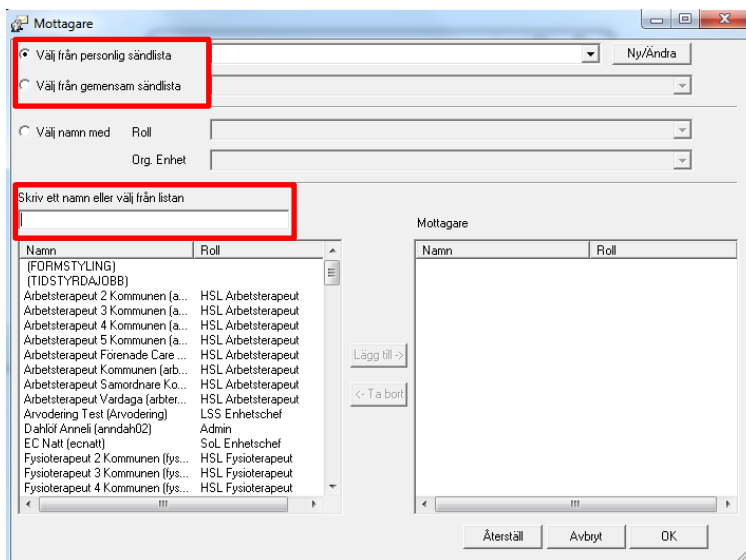 Mottagare
Välj från personlig sändlista Ny/Ändra
Välj från gemensam sändlista
Välj namn med Roll
Org. Enhet
Skriv ett namn eller välj från listan
Mottagare
Namn Roll
(FORMSTYLING)
(TIDSTYRDAJOBB)
Arbetsterapeut 2 Kommunen (a... HSL Arbetsterapeut
Arbetsterapeut 3 Kommunen (a... HSL Arbetsterapeut
Arbetsterapeut 4 Kommunen (a... HSL Arbetsterapeut
Arbetsterapeut 5 Kommunen (a... HSL Arbetsterapeut
Arbetsterapeut Förenade Care ... HSL Arbetsterapeut
Arbetsterapeut Kommunen (arb... HSL Arbetsterapeut
Arbetsterapeut Samordnare Ko... HSL Arbetsterapeut
Arbetsterapeut Vardaga (arbter... HSL Arbetsterapeut
Arvodering Test (Arvodering) LSS Enhetschef
Dahlöf Anneli (anndah02) Admin
EC Natt (ecnatt) SoL Enhetschef
Fysioterapeut 2 Kommunen (fys... HSL Fysioterapeut
Fysioterapeut 3 Kommunen (fys... HSL Fysioterapeut
Fysioterapeut 4 Kommunen (fys... HSL Fysioterapeut
Lägg till ->
<- Ta bort
Namn Roll
Återställ Avbryt OK